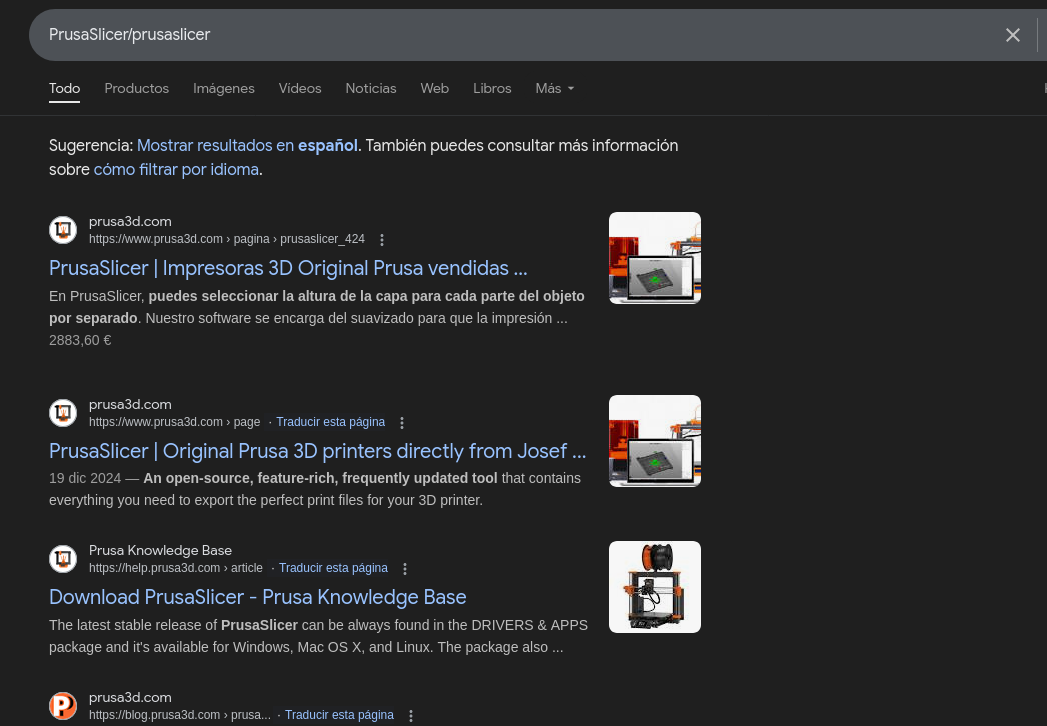 PrusaSlicer/prusaslicer
Todo Productos Imágenes Vídeos Noticias Web Libros Más
Sugerencia: Mostrar resultados en español. También puedes consultar más información
sobre cómo filtrar por idioma.
prusa3d.com
https://www.prusa3d.com › pagina › prusaslicer_424
PrusaSlicer | Impresoras 3D Original Prusa vendidas ...
En PrusaSlicer, puedes seleccionar la altura de la capa para cada parte del objeto
por separado. Nuestro software se encarga del suavizado para que la impresión ...
2883,60 €
prusa3d.com
https://www.prusa3d.com › page · Traducir esta página
PrusaSlicer | Original Prusa 3D printers directly from Josef ...
19 dic 2024 — An open-source, feature-rich, frequently updated tool that contains
everything you need to export the perfect print files for your 3D printer.
Prusa Knowledge Base
https://help.prusa3d.com › article · Traducir esta página
Download PrusaSlicer - Prusa Knowledge Base
The latest stable release of PrusaSlicer can be always found in the DRIVERS & APPS
package and it's available for Windows, Mac OS X, and Linux. The package also ...
prusa3d.com
https://blog.prusa3d.com › prusa... · Traducir esta página